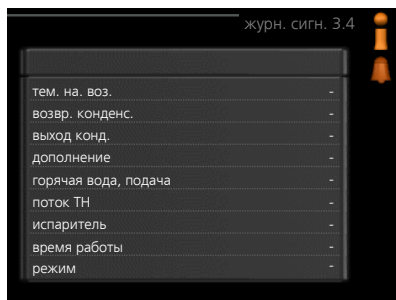 журн. сигн. 3.4
тем. на. воз. -
возвр. конденс. -
выход конд. -
дополнение -
горячая вода, подача -
поток ТН -
испаритель -
время работы -
режим -